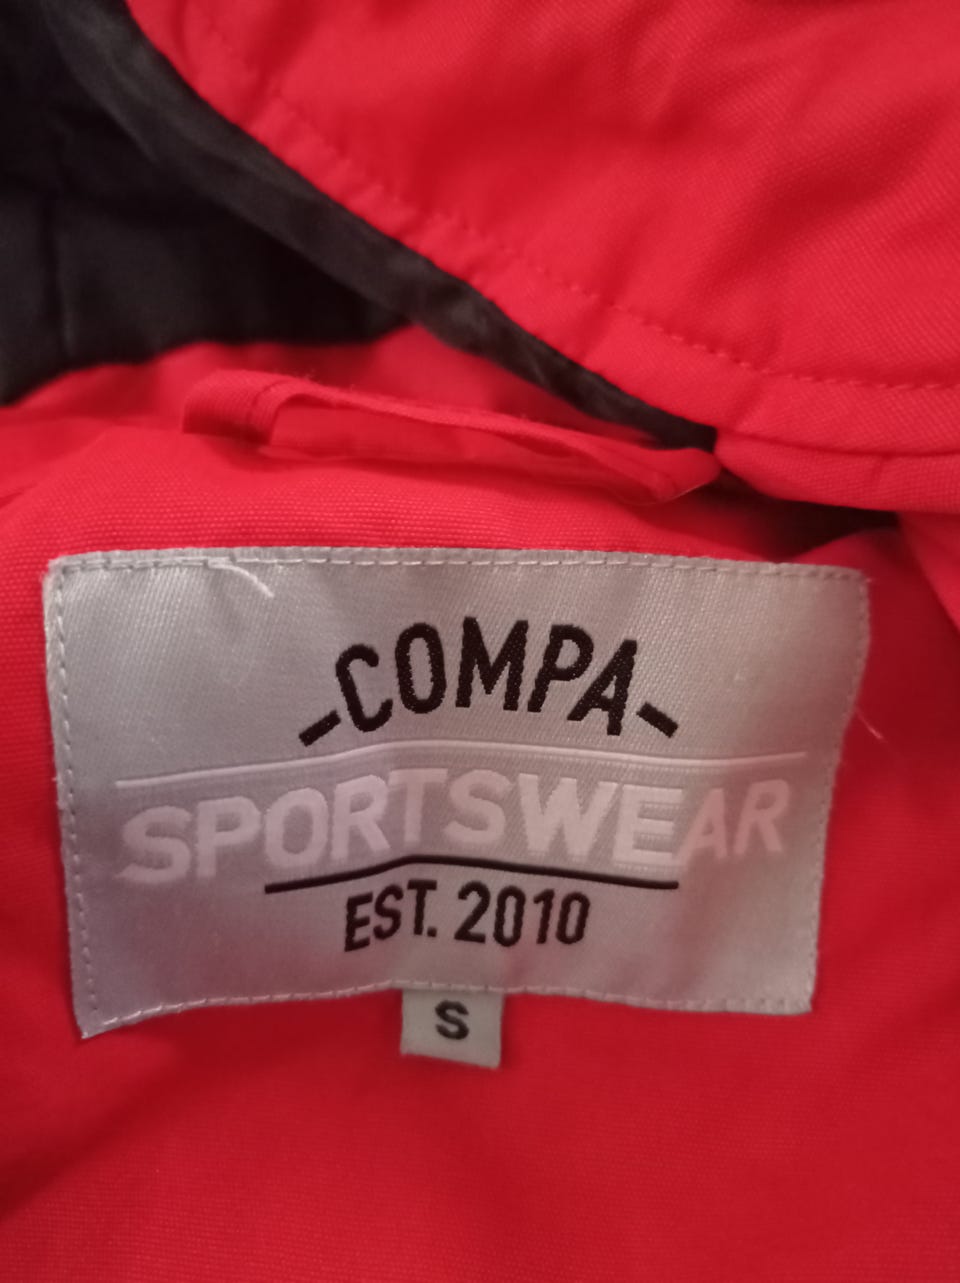 -COMPA-
SPORTSWEAR
EST. 2010
S